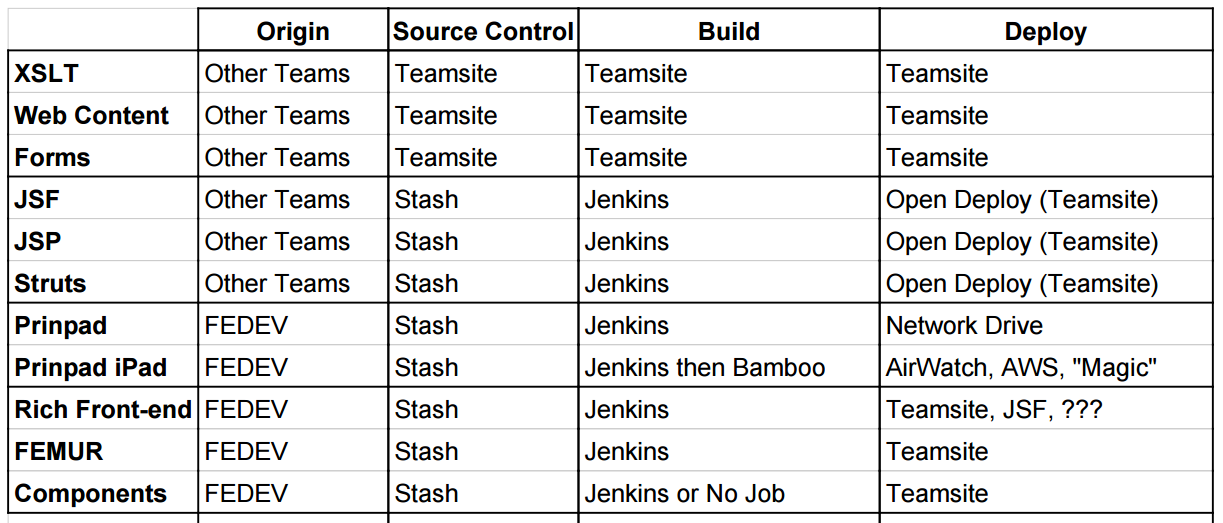 Origin Source Control Build Deploy
XSLT Other Teams Teamsite Teamsite Teamsite
Web Content Other Teams Teamsite Teamsite Teamsite
Forms Other Teams Teamsite Teamsite Teamsite
JSF Other Teams Stash Jenkins Open Deploy (Teamsite)
JSP Other Teams Stash Jenkins Open Deploy (Teamsite)
Struts Other Teams Stash Jenkins Open Deploy (Teamsite)
Prinpad FEDEV Stash Jenkins Network Drive
Prinpad iPad FEDEV Stash Jenkins then Bamboo AirWatch, AWS, "Magic"
Rich Front-end FEDEV Stash Jenkins Teamsite, JSF, ???
FEMUR FEDEV Stash Jenkins Teamsite
Components FEDEV Stash Jenkins or No Job Teamsite